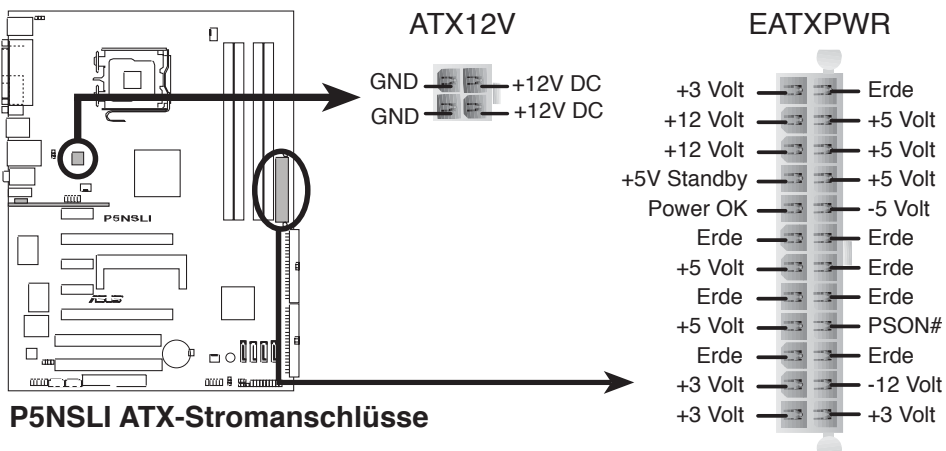 ATX12V
EATXPWR
GND +12V DC
GND +12V DC
+3 Volt Erde
+12 Volt +5 Volt
+12 Volt +5 Volt
+5V Standby +5 Volt
Power OK -5 Volt
Erde Erde
+5 Volt Erde
Erde Erde
+5 Volt PSON#
Erde Erde
+3 Volt -12 Volt
+3 Volt +3 Volt
P5NSLI
ASUS
P5NSLI ATX-Stromanschlüsse